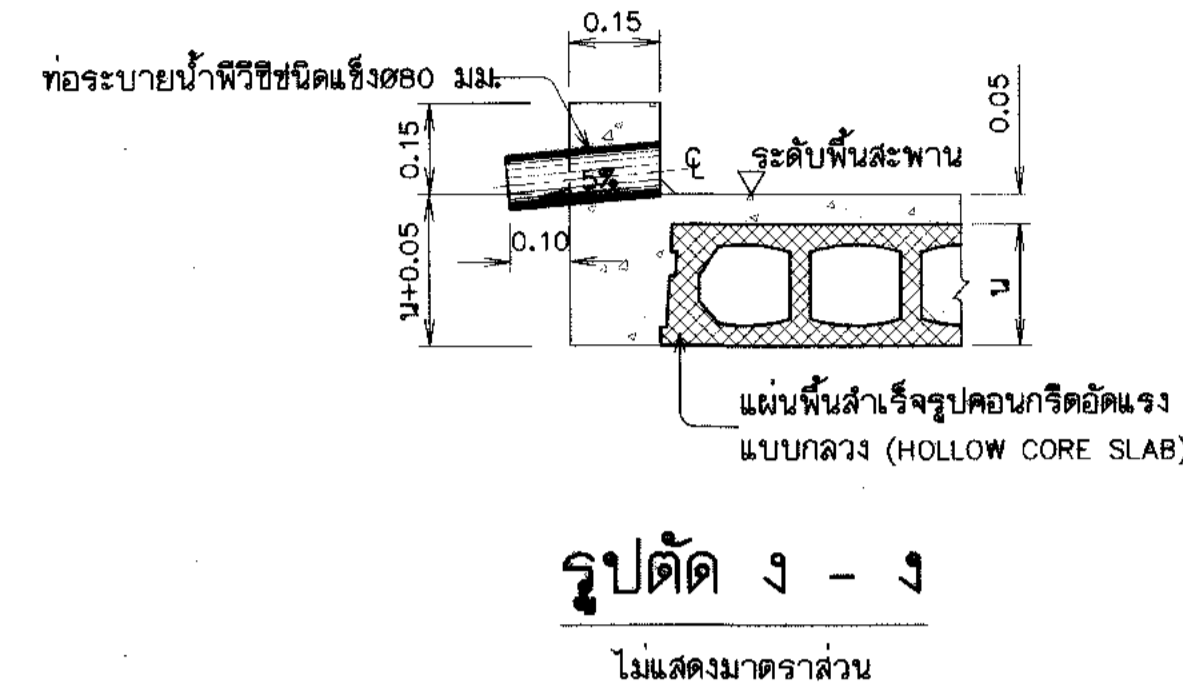 0.15
ท่อระบายน้ำพีวีซีชนิดแข็งø80 มม.
0.15
0.05
℄
ระดับพื้นสะพาน
5%
0.10
น+0.05
น
แผ่นพื้นสำเร็จรูปคอนกรีตอัดแรง
แบบกลวง (HOLLOW CORE SLAB)
รูปตัด ง - ง
ไม่แสดงมาตราส่วน